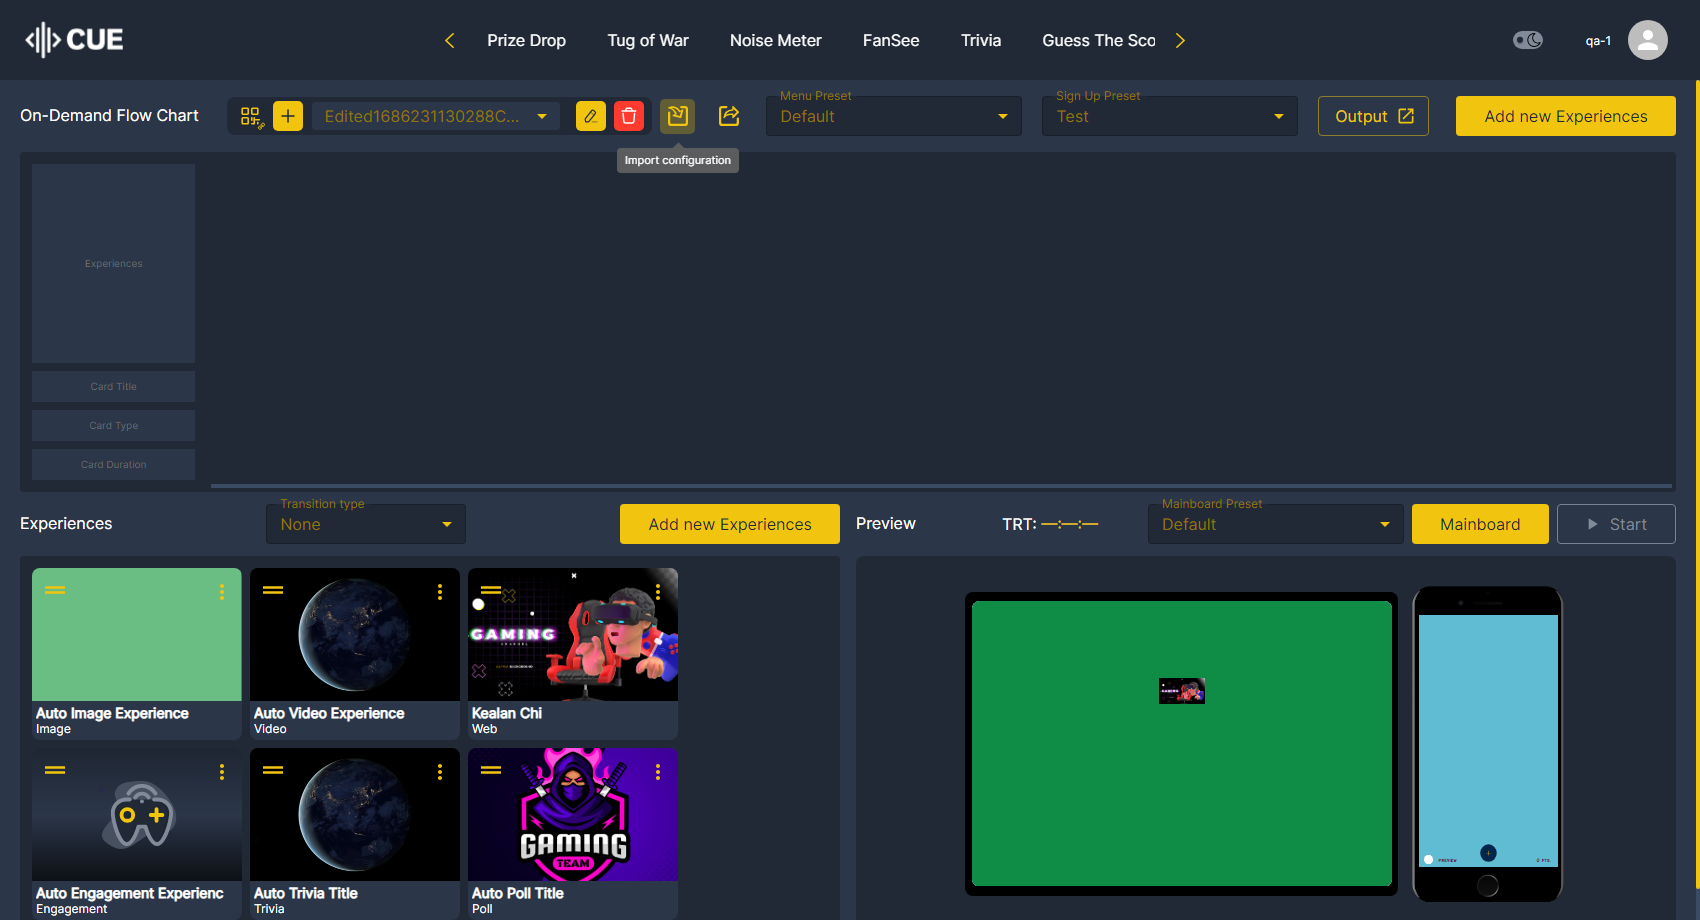 CUE
Prize Drop
Tug of War
Noise Meter
FanSee
Trivia
Guess The Sco
qa-1
On-Demand Flow Chart
Edited1686231130288C...
Menu Preset
Default
Sign Up Preset
Test
Output
Add new Experiences
Import configuration
Experiences
Card Title
Card Type
Card Duration
Experiences
Transition type
None
Add new Experiences
Preview
TRT: —:—:—
Mainboard Preset
Default
Mainboard
Start
GAMING
Auto Image Experience
Image
Auto Video Experience
Video
Kealan Chi
Web
GAMING
TEAM
Auto Engagement Experienc
Engagement
Auto Trivia Title
Trivia
Auto Poll Title
Poll
GAMING
PREVIEW
0 PTS